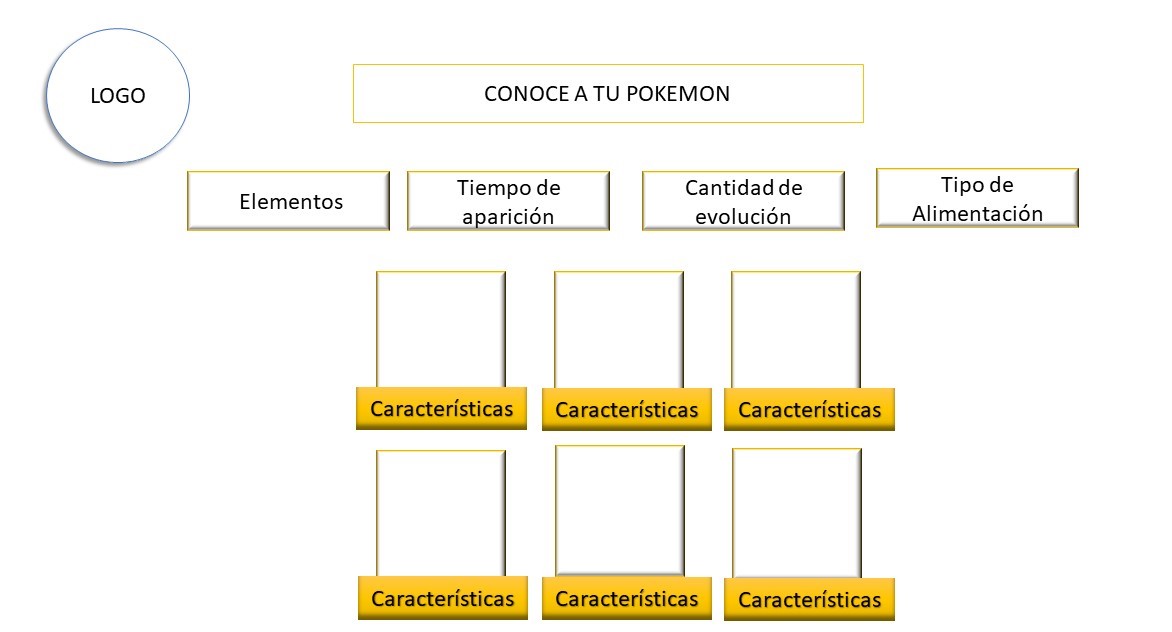 LOGO
CONOCE A TU POKEMON
Elementos
Tiempo de
aparición
Cantidad de
evolución
Tipo de
Alimentación
Características
Características
Características
Características
Características
Características